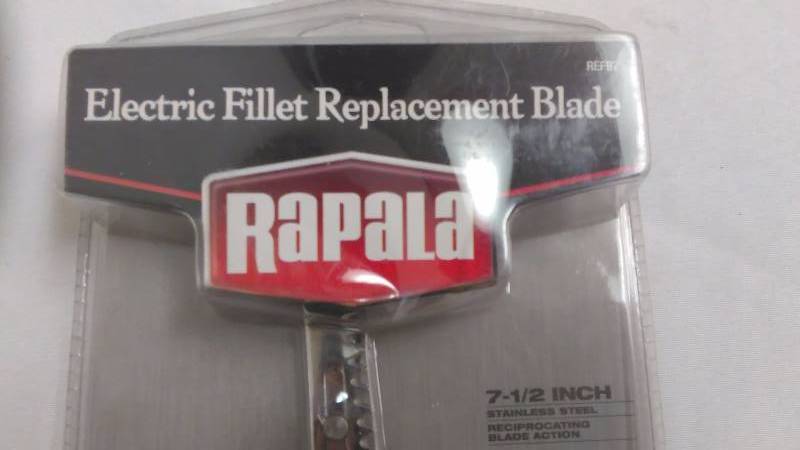 Electric Fillet Replacement Blade
RAPALA
7-1/2 INCH
STAINLESS STEEL
RECIPROCATING
BLADE ACTION